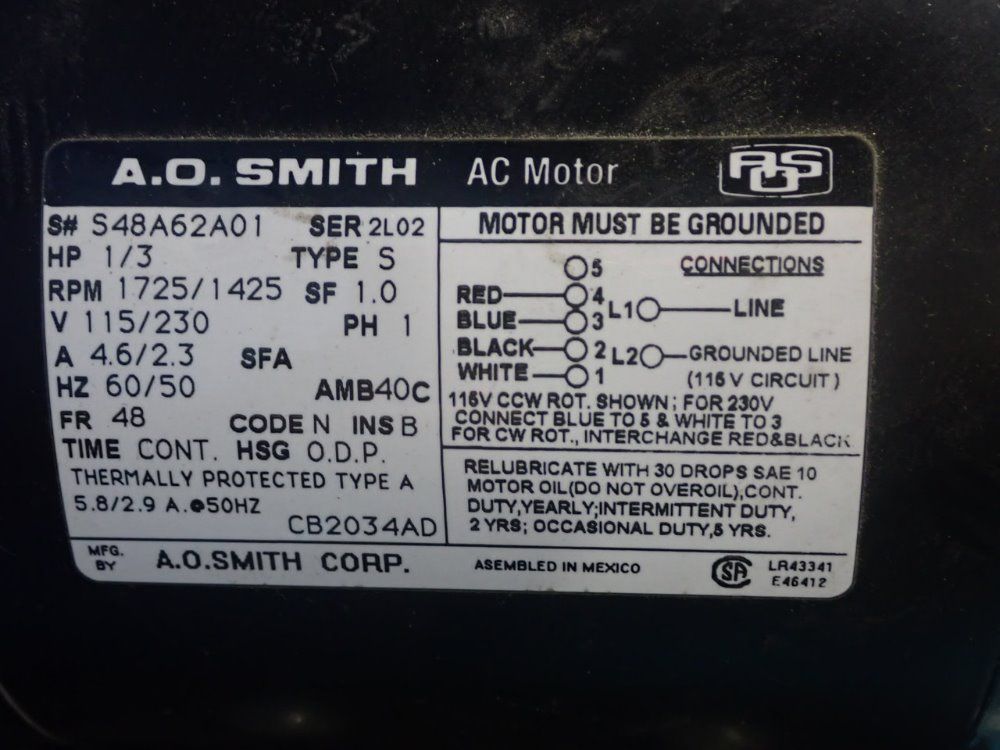 A.O. SMITH AC Motor AOS
S# S48A62A01 SER 2L02
HP 1/3 TYPE S
RPM 1725/1425 SF 1.0
V 115/230 PH 1
A 4.6/2.3 SFA
HZ 60/50 AMB40C
FR 48 CODE N INS B
TIME CONT. HSG O.D.P.
THERMALLY PROTECTED TYPE A
5.8/2.9 A.@50HZ
CB2034AD
MOTOR MUST BE GROUNDED
CONNECTIONS
5
RED 4
BLUE 3
BLACK 2
WHITE 1
L1 LINE
L2 GROUNDED LINE
(115V CIRCUIT)
115V CCW ROT. SHOWN; FOR 230V
CONNECT BLUE TO 5 & WHITE TO 3
FOR CW ROT., INTERCHANGE RED&BLACK
RELUBRICATE WITH 30 DROPS SAE 10
MOTOR OIL(DO NOT OVEROIL),CONT.
DUTY,YEARLY;INTERMITTENT DUTY,
2 YRS; OCCASIONAL DUTY,5 YRS.
MFG.
BY A.O.SMITH CORP.
ASEMBLED IN MEXICO
SA
LR43341
E46412